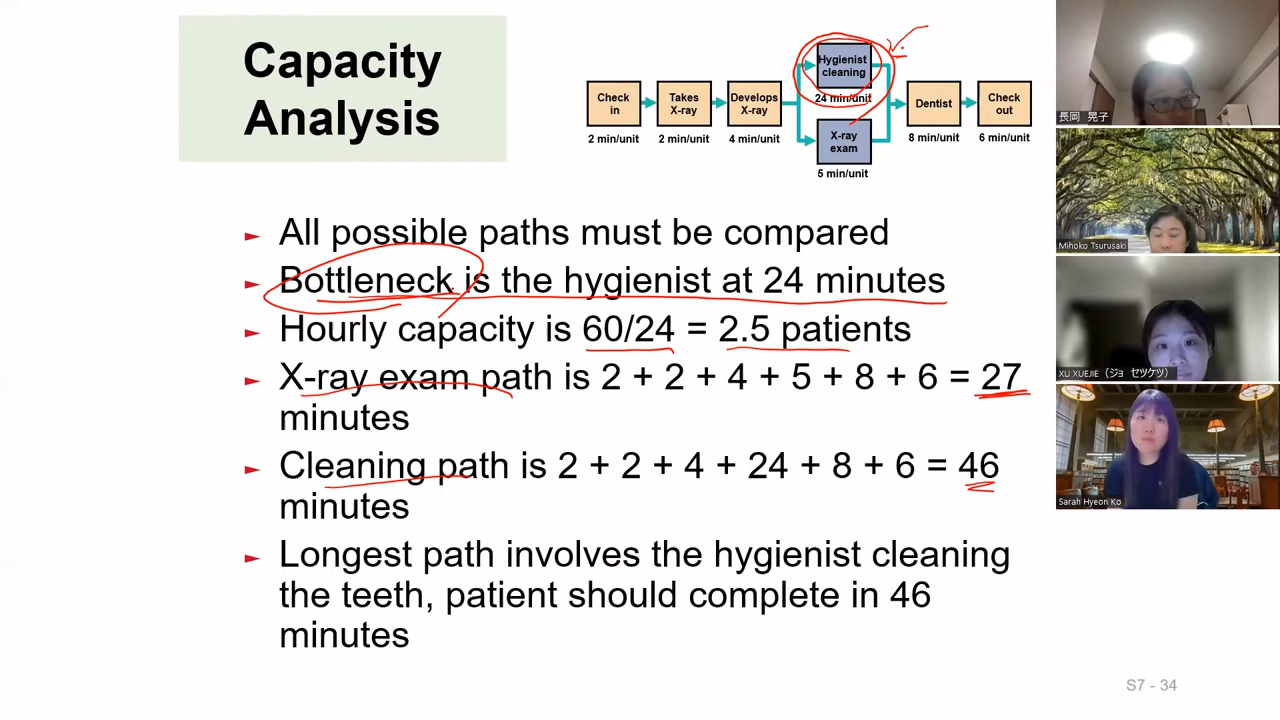 Capacity
Analysis
Check
in
2 min/unit
Takes
X-ray
2 min/unit
Develops
X-ray
4 min/unit
Hygienist
cleaning
24 min/unit
X-ray
exam
5 min/unit
Dentist
8 min/unit
Check
out
6 min/unit
► All possible paths must be compared
► Bottleneck is the hygienist at 24 minutes
► Hourly capacity is 60/24 = 2.5 patients
► X-ray exam path is 2 + 2 + 4 + 5 + 8 + 6 = 27
minutes
► Cleaning path is 2 + 2 + 4 + 24 + 8 + 6 = 46
minutes
► Longest path involves the hygienist cleaning
the teeth, patient should complete in 46
minutes
S7 - 34
長岡 晃子
Mihoko Tsurusaki
XU XUEJIE（ジョ セツケツ）
Sarah Hyeon Ko